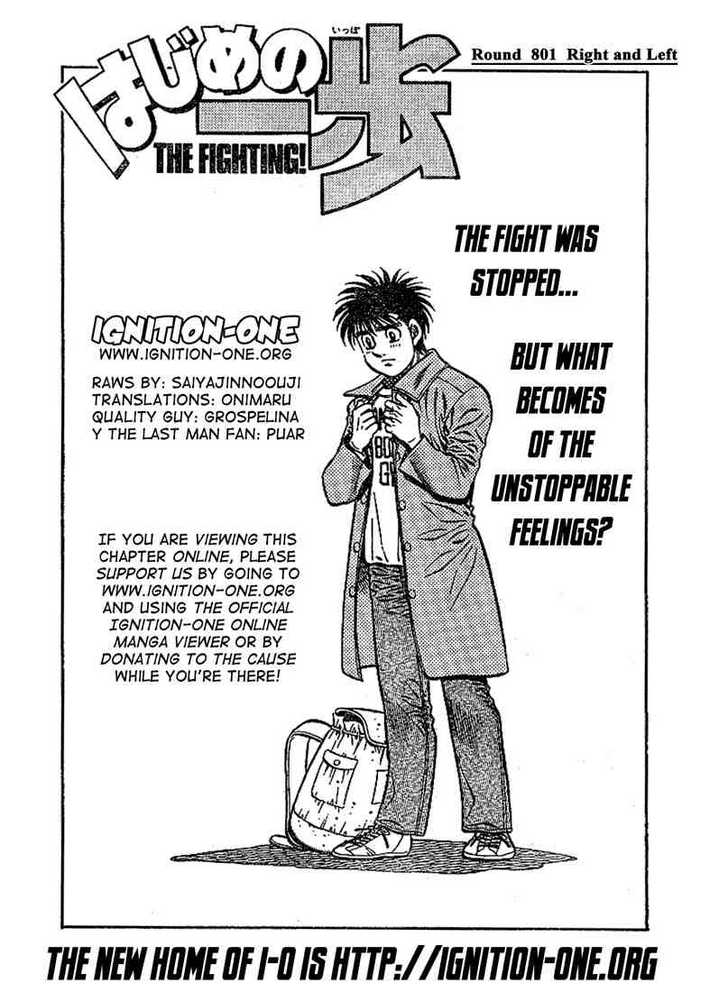 Round 801 Right and Left
いっぽ
はじめの一歩
THE FIGHTING!
THE FIGHT WAS
STOPPED...
BUT WHAT
BECOMES
OF THE
UNSTOPPABLE
FEELINGS?
IGNITION-ONE
WWW.IGNITION-ONE.ORG
RAWS BY: SAIYAJINNOOUJI
TRANSLATIONS: ONIMARU
QUALITY GUY: GROSPELINA
Y THE LAST MAN FAN: PUAR
IF YOU ARE VIEWING THIS
CHAPTER ONLINE, PLEASE
SUPPORT US BY GOING TO
WWW.IGNITION-ONE.ORG
AND USING THE OFFICIAL
IGNITION-ONE ONLINE
MANGA VIEWER OR BY
DONATING TO THE CAUSE
WHILE YOU'RE THERE!
THE NEW HOME OF I-O IS HTTP://IGNITION-ONE.ORG